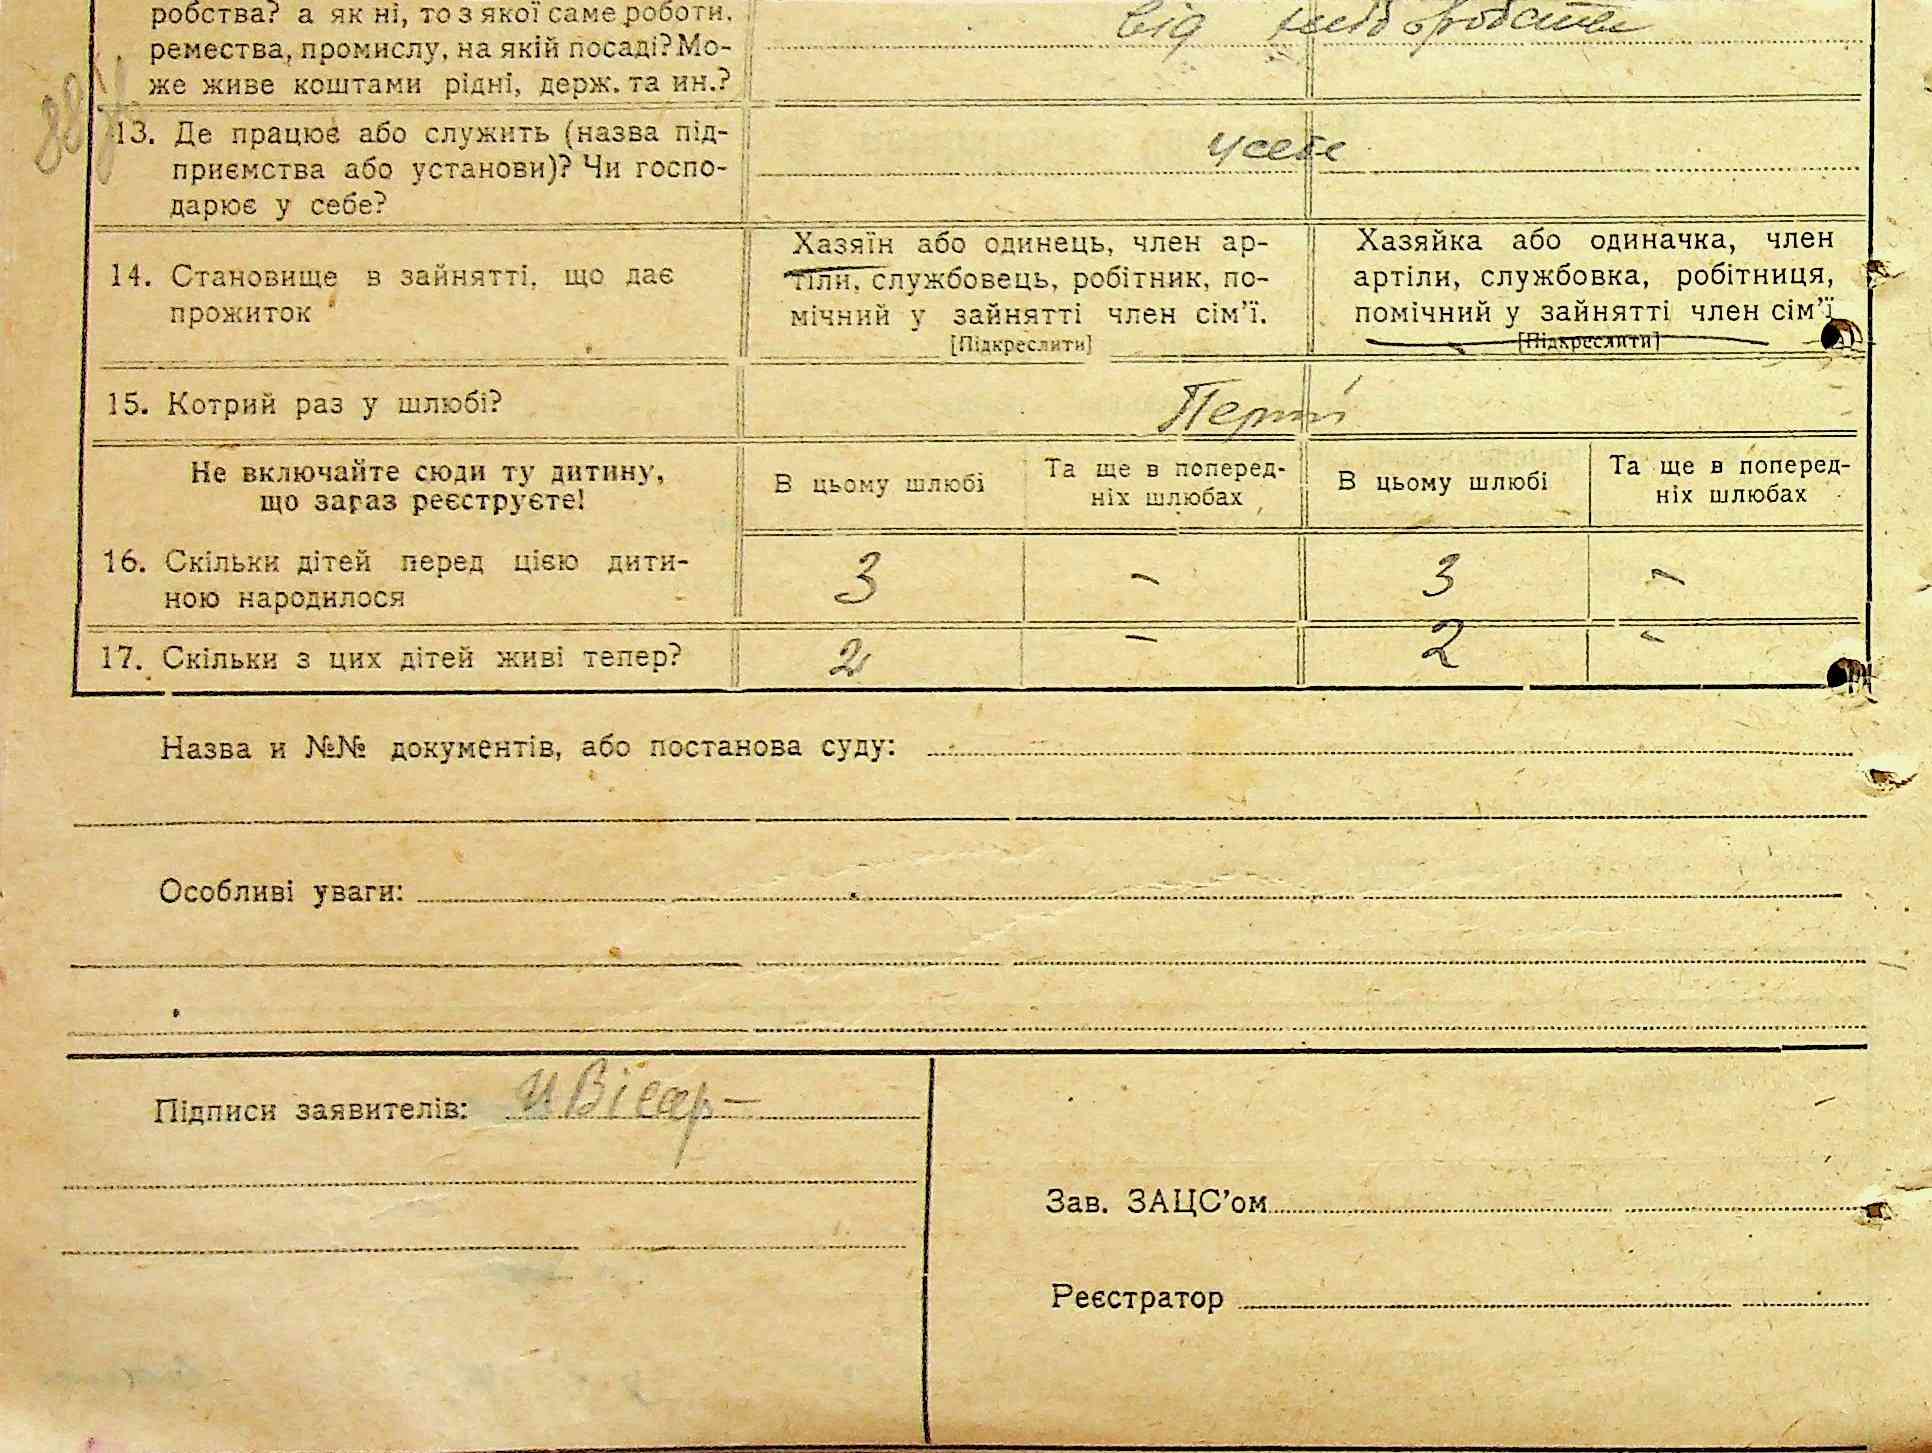 робства? а як ні, то з якої саме роботи,
ремества, промислу, на якій посаді? Мо-
же живе коштами рідні, держ. та ин.?
від
13. Де працює або служить (назва під-
приємства або установи)? Чи госпо-
дарює у себе?
у себе
14. Становище в зайнятті, що дає
прожиток
Хазяїн або одинець, член ар-
тіли, службовець, робітник, по-
мічний у зайнятті член сім’ї.
[Підкреслити]
Хазяйка або одиначка, член
артіли, службовка, робітниця,
помічний у зайнятті член сім’ї
[Підкреслити]
15. Котрий раз у шлюбі?
Не включайте сюди ту дитину,
що зараз реєструєте!
В цьому шлюбі
Та ще в поперед-
ніх шлюбах
В цьому шлюбі
Та ще в поперед-
ніх шлюбах
16. Скільки дітей перед цією дити-
ною народилося
3 – 3 –
17. Скільки з цих дітей живі тепер?
2 – 2 –
Назва и №№ документів, або постанова суду:
Особливі уваги:
Підписи заявителів:
Зав. ЗАЦС’ом
Реєстратор